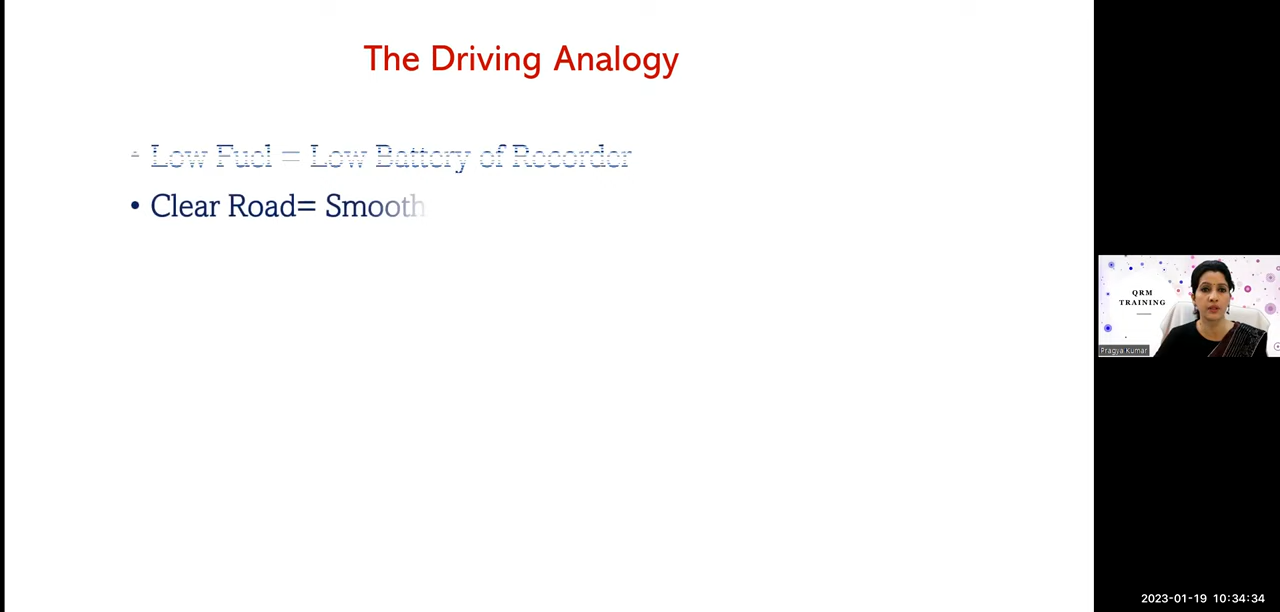 The Driving Analogy
• Low Fuel = Low Battery of Recorder
• Clear Road= Smooth
QRM
TRAINING
Pragya Kumar
2023-01-19 10:34:34